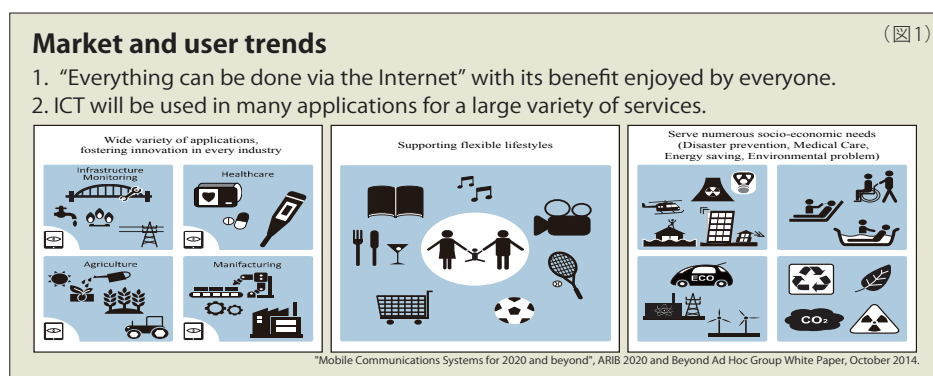 (図1)
Market and user trends
1. “Everything can be done via the Internet” with its benefit enjoyed by everyone.
2. ICT will be used in many applications for a large variety of services.
Wide variety of applications,
fostering innovation in every industry
Infrastructure
Monitoring
Healthcare
Agriculture
Manifacturing
Supporting flexible lifestyles
Serve numerous socio-economic needs
(Disaster prevention, Medical Care,
Energy saving, Environmental problem)
ECO
CO₂
"Mobile Communications Systems for 2020 and beyond", ARIB 2020 and Beyond Ad Hoc Group White Paper, October 2014.